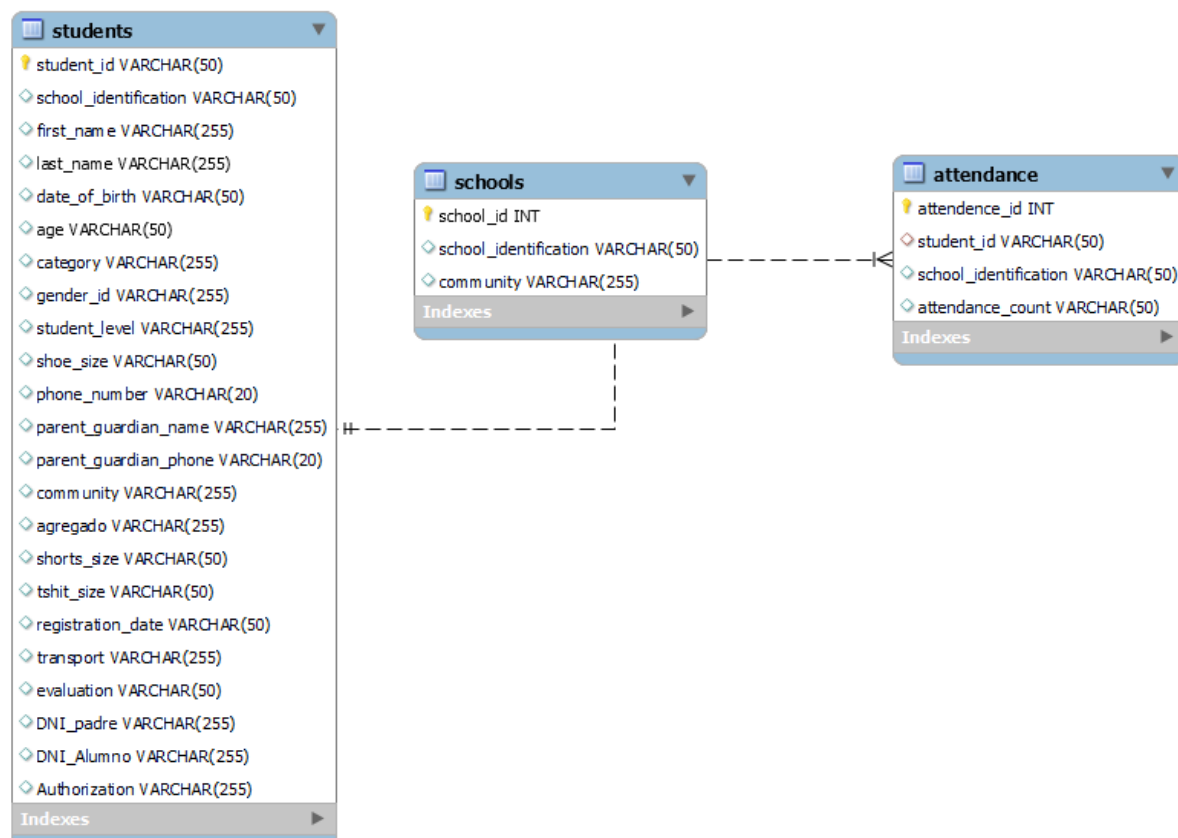 students
student_id VARCHAR(50)
school_identification VARCHAR(50)
first_name VARCHAR(255)
last_name VARCHAR(255)
date_of_birth VARCHAR(50)
age VARCHAR(50)
category VARCHAR(255)
gender_id VARCHAR(255)
student_level VARCHAR(255)
shoe_size VARCHAR(50)
phone_number VARCHAR(20)
parent_guardian_name VARCHAR(255)
parent_guardian_phone VARCHAR(20)
community VARCHAR(255)
agregado VARCHAR(255)
shorts_size VARCHAR(50)
tshit_size VARCHAR(50)
registration_date VARCHAR(50)
transport VARCHAR(255)
evaluation VARCHAR(50)
DNI_padre VARCHAR(255)
DNI_Alumno VARCHAR(255)
Authorization VARCHAR(255)
Indexes
schools
school_id INT
school_identification VARCHAR(50)
community VARCHAR(255)
Indexes
attendance
attendence_id INT
student_id VARCHAR(50)
school_identification VARCHAR(50)
attendance_count VARCHAR(50)
Indexes